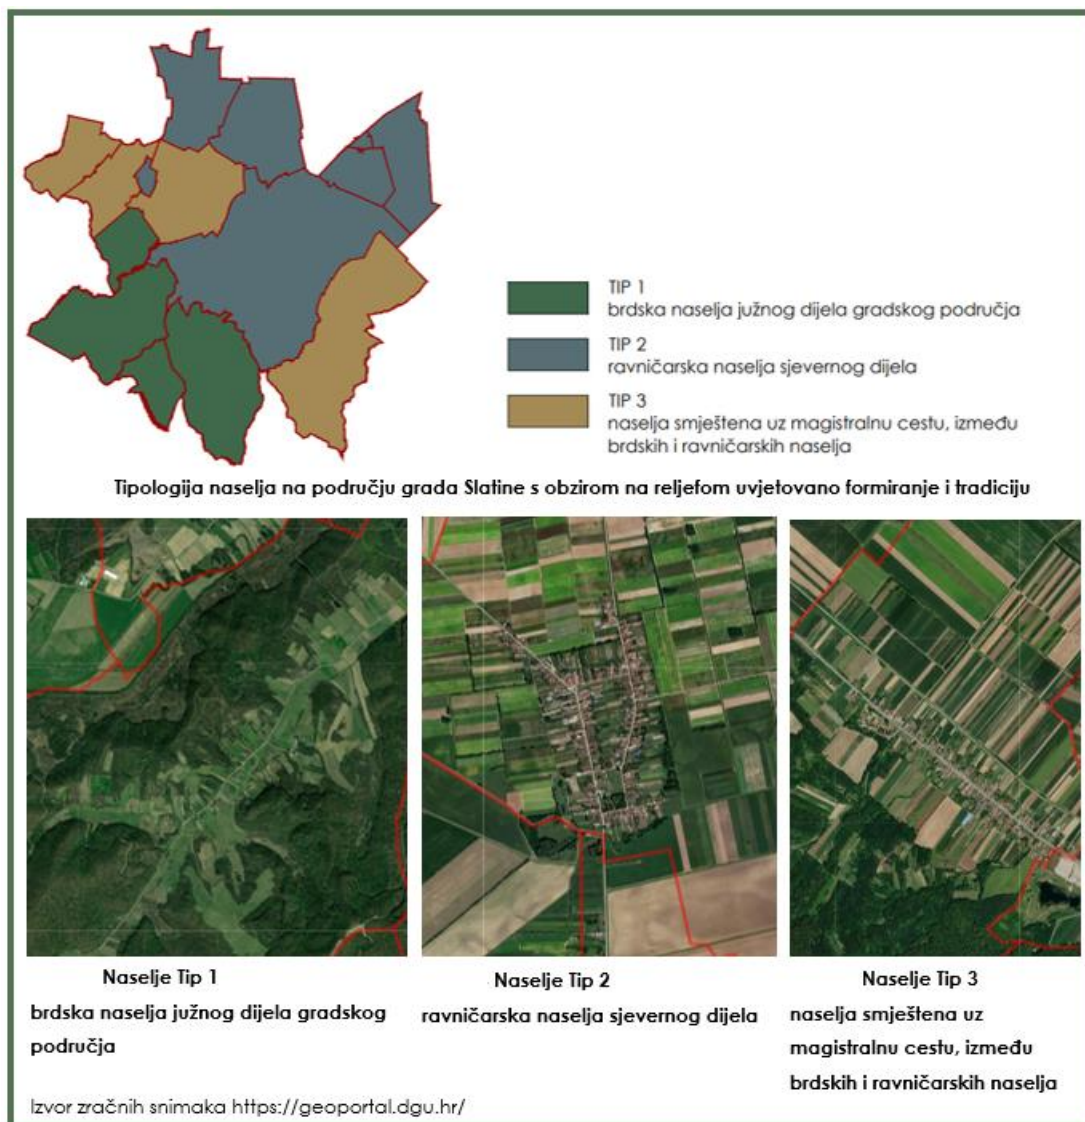 TIP 1
brdska naselja južnog dijela gradskog područja
TIP 2
ravničarska naselja sjevernog dijela
TIP 3
naselja smještena uz magistralnu cestu, između
brdskih i ravničarskih naselja
Tipologija naselja na području grada Slatine s obzirom na reljefom uvjetovano formiranje i tradiciju
Naselje Tip 1
brdska naselja južnog dijela gradskog
područja
Naselje Tip 2
ravničarska naselja sjevernog dijela
Naselje Tip 3
naselja smještena uz
magistralnu cestu, između
brdskih i ravničarskih naselja
Izvor zračnih snimaka https://geoportal.dgu.hr/